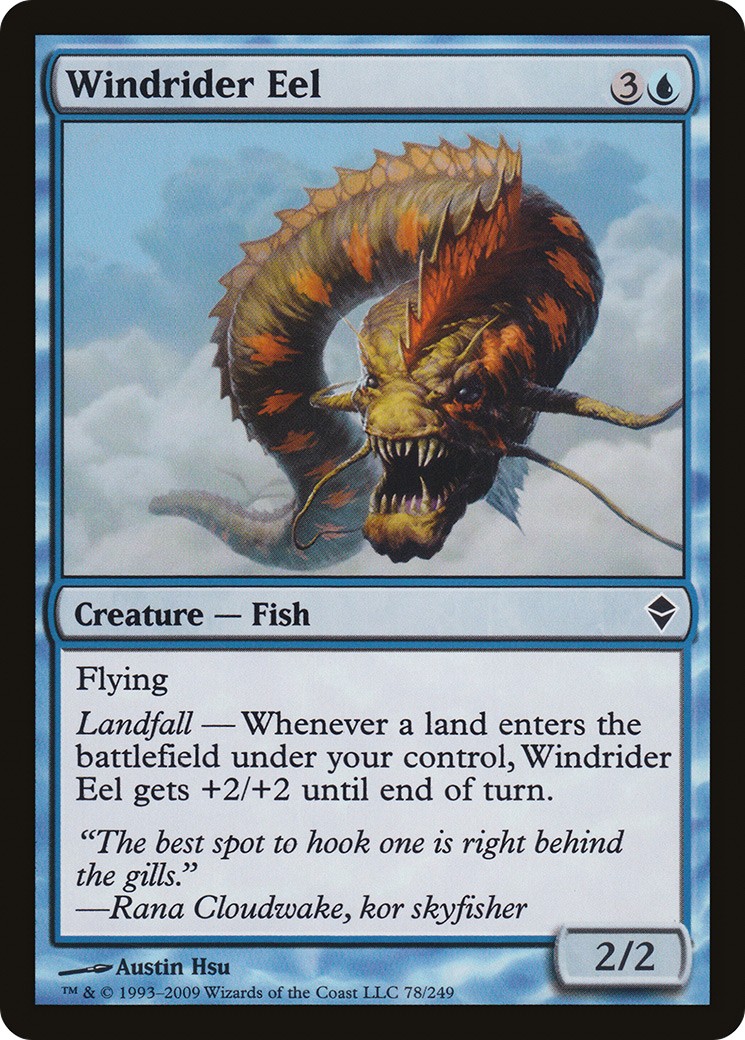 Windrider Eel 3
Creature — Fish
Flying
Landfall — Whenever a land enters the
battlefield under your control, Windrider
Eel gets +2/+2 until end of turn.
“The best spot to hook one is right behind
the gills.”
—Rana Cloudwake, kor skyfisher
2/2
Austin Hsu
™ & © 1993–2009 Wizards of the Coast LLC 78/249